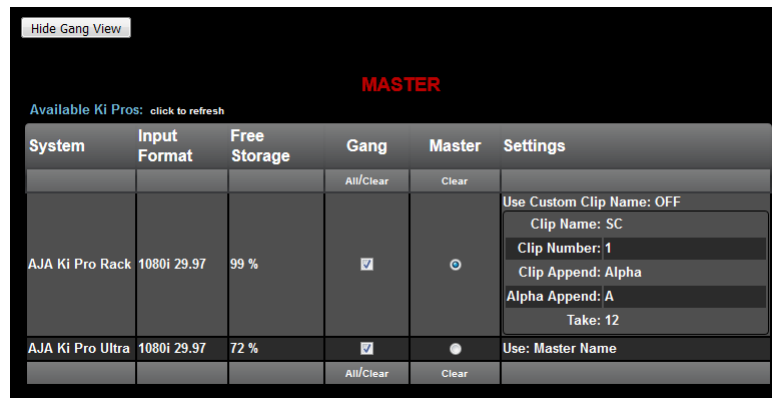 Hide Gang View
MASTER
Available Ki Pros: click to refresh
System Input Format Free Storage Gang Master Settings
All/Clear Clear
Use Custom Clip Name: OFF
Clip Name: SC
Clip Number: 1
AJA Ki Pro Rack 1080i 29.97 99 %
Clip Append: Alpha
Alpha Append: A
Take: 12
AJA Ki Pro Ultra 1080i 29.97 72 % Use: Master Name
All/Clear Clear